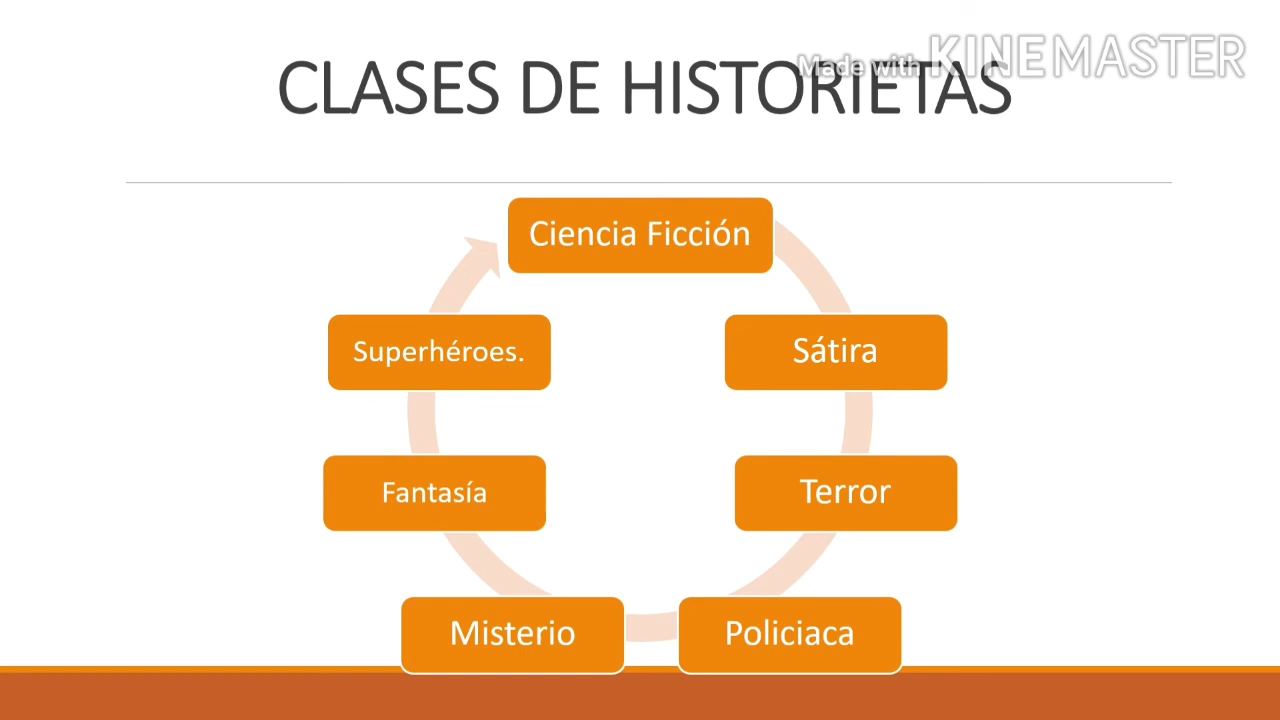 Made with KINEMASTER
CLASES DE HISTORIETAS
Ciencia Ficción
Sátira
Terror
Policiaca
Misterio
Fantasía
Superhéroes.